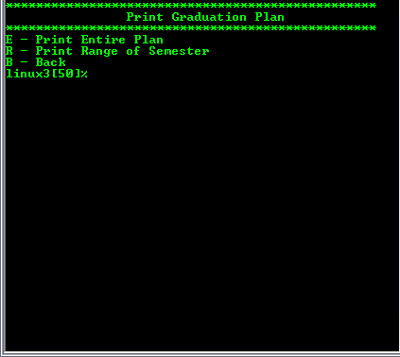 **************************************************
Print Graduation Plan
**************************************************
E - Print Entire Plan
R - Print Range of Semester
B - Back
linux3[50]%